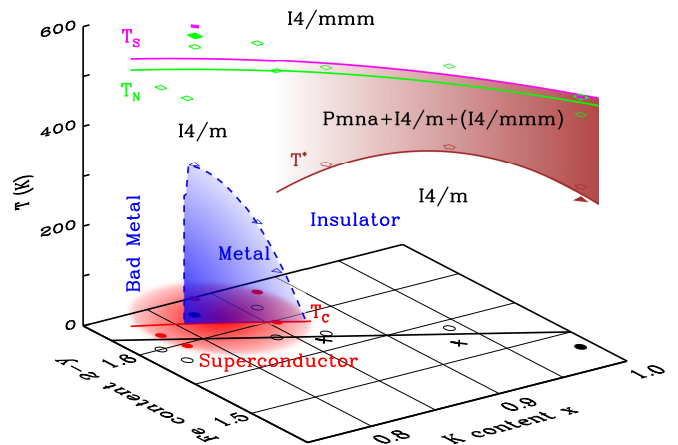 600
I4/mmm
T_S
T_N
400
I4/m
Pmna+I4/m+(I4/mmm)
T*
T (K)
I4/m
200
Bad Metal
Insulator
Metal
0
T_C
1.6
Superconductor
Fe content 2-y
1.5
0.8
0.9
1.0
K content x
x
x